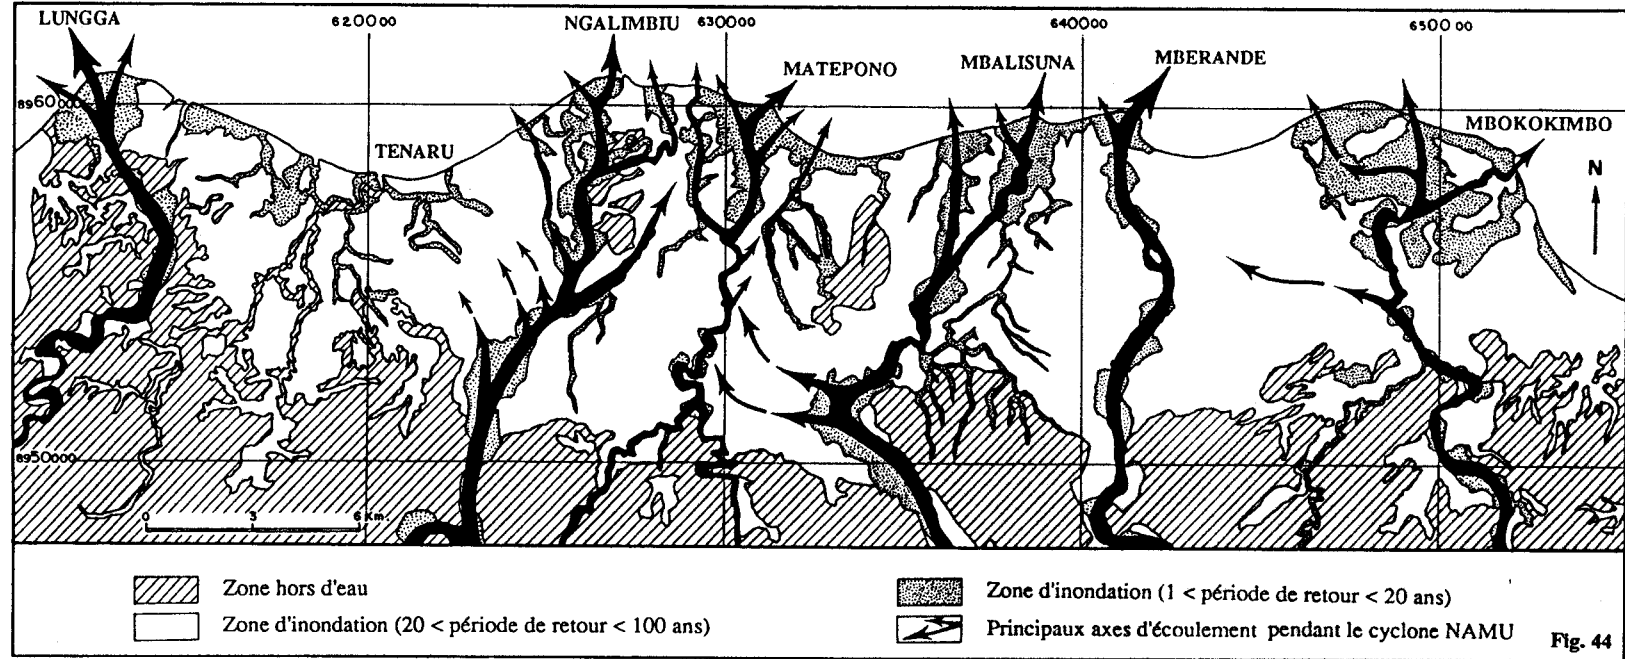 LUNGGA
620000
NGALIMBIU
630000
640000
650000
MATEPONO
MBALISUNA
MBERANDE
8960000
MBOKOKIMBO
TENARU
N
8950000
0 3 6 Km.
Zone hors d'eau
Zone d'inondation (1 < période de retour < 20 ans)
Zone d'inondation (20 < période de retour < 100 ans)
Principaux axes d'écoulement pendant le cyclone NAMU
Fig. 44